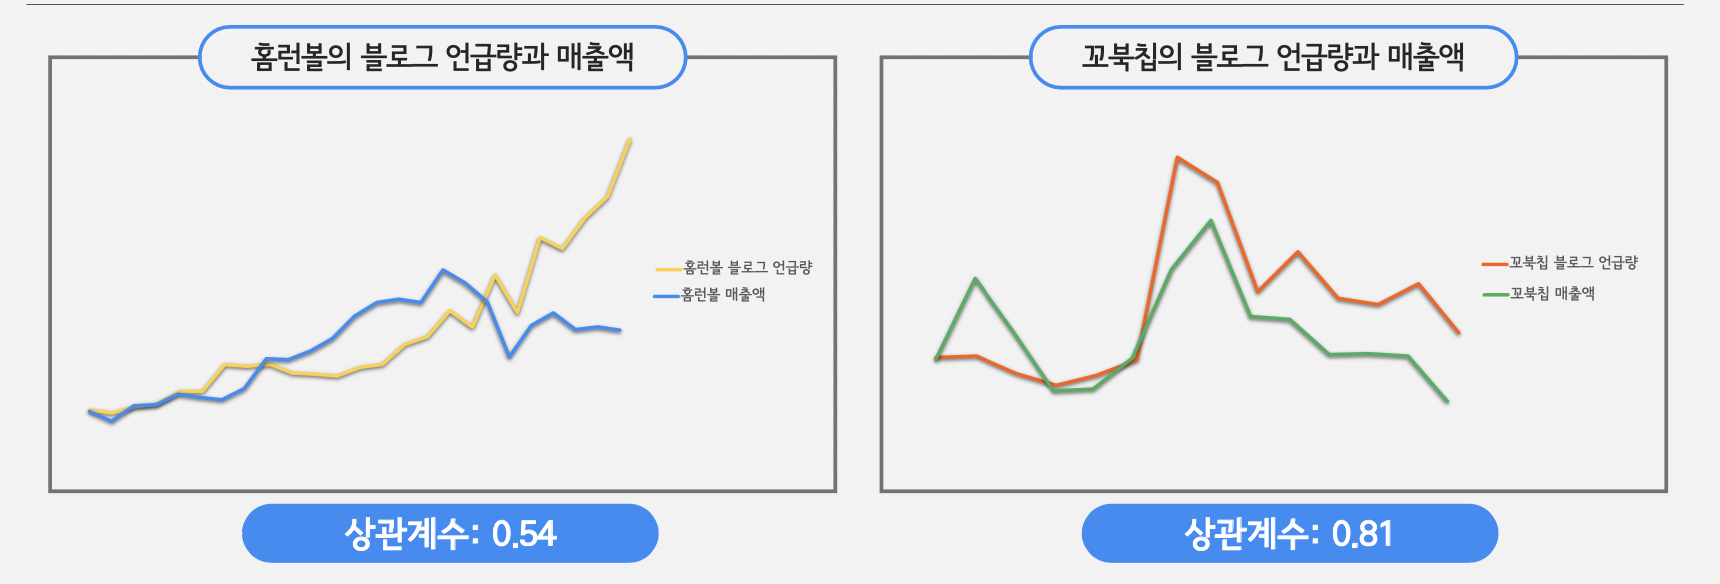 홈런볼의 블로그 언급량과 매출액
홈런볼 블로그 언급량
홈런볼 매출액
상관계수: 0.54
꼬북칩의 블로그 언급량과 매출액
꼬북칩 블로그 언급량
꼬북칩 매출액
상관계수: 0.81